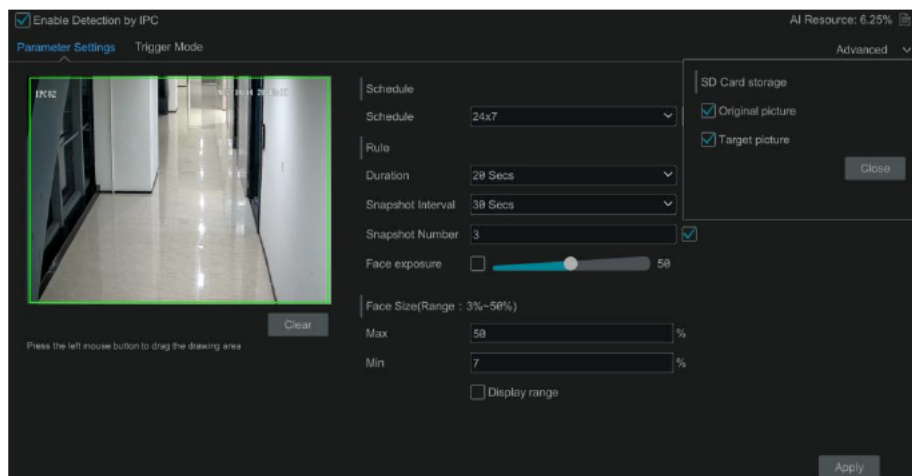 Enable Detection by IPC
AI Resource: 6.25%
Parameter Settings Trigger Mode
Advanced
IPC02
SD Card storage
Original picture
Target picture
Close
Schedule
Schedule 24x7
Rule
Duration 20 Secs
Snapshot Interval 30 Secs
Snapshot Number 3
Face exposure 50
Clear
Press the left mouse button to drag the drawing area
Face Size(Range : 3%~50%)
Max 50 %
Min 7 %
Display range
Apply